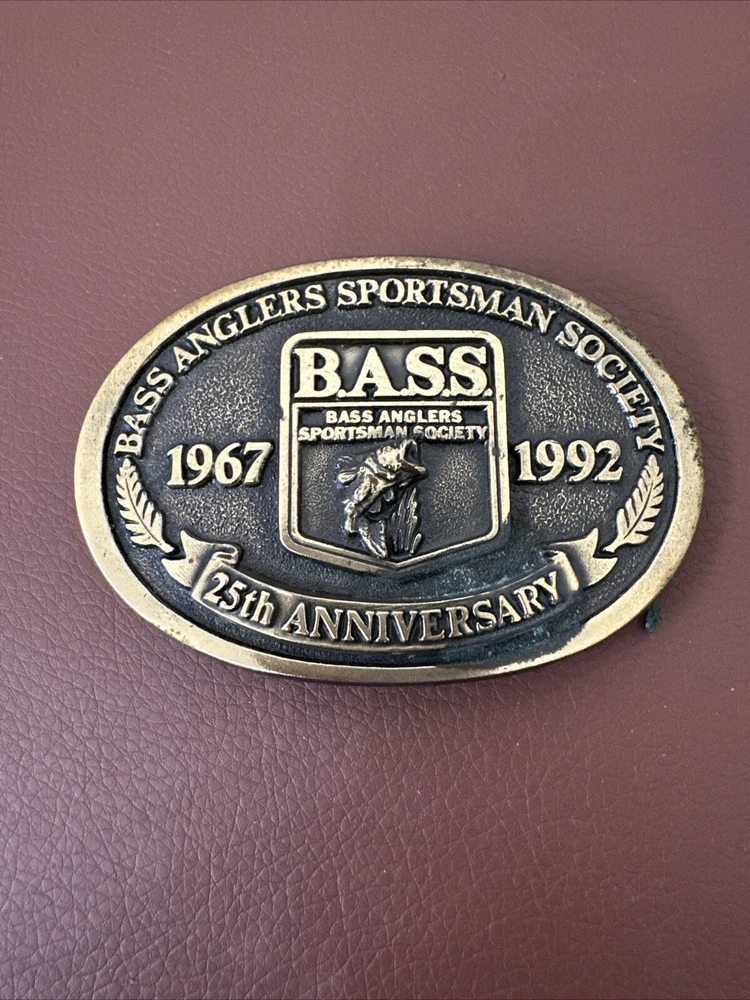 BASS ANGLERS SPORTSMAN SOCIETY
B.A.S.S.
BASS ANGLERS
SPORTSMAN SOCIETY
1967
1992
25th ANNIVERSARY